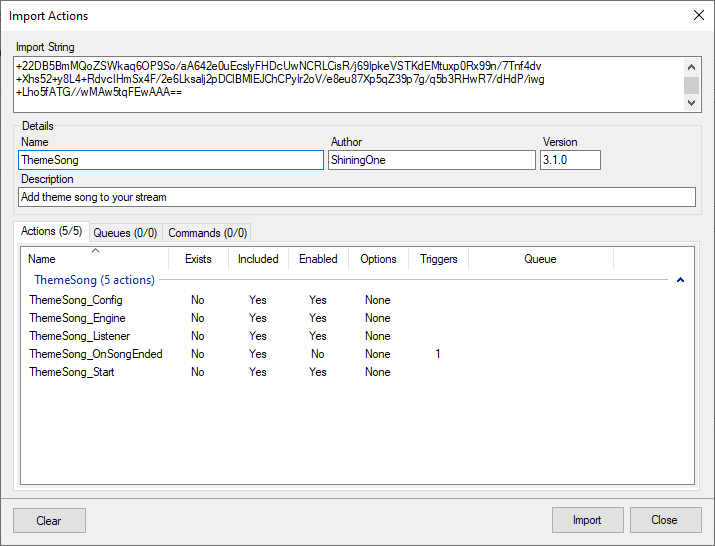 Import Actions
Import String
+22DB5BmMQoZSWkaq6OP9So/aA642e0uEcslyFHDcUwNCRLCisR/j69IpkeVSTKdEMtuxp0Rx99n/7Tnf4dv
+Xhs52+y8L4+RdvcIHmSx4F/2e6Lksalj2pDCIBMIEJChCPyIr2oV/e8eu87Xp5qZ39p7g/q5b3RHwR7/dHdP/iwg
+Lho5fATG//wMAw5tqFEwAAA==
Details
Name Author Version
ThemeSong ShiningOne 3.1.0
Description
Add theme song to your stream
Actions (5/5) Queues (0/0) Commands (0/0)
Name Exists Included Enabled Options Triggers Queue
ThemeSong (5 actions)
ThemeSong_Config No Yes Yes None
ThemeSong_Engine No Yes Yes None
ThemeSong_Listener No Yes Yes None
ThemeSong_OnSongEnded No Yes No None 1
ThemeSong_Start No Yes Yes None
Clear Import Close